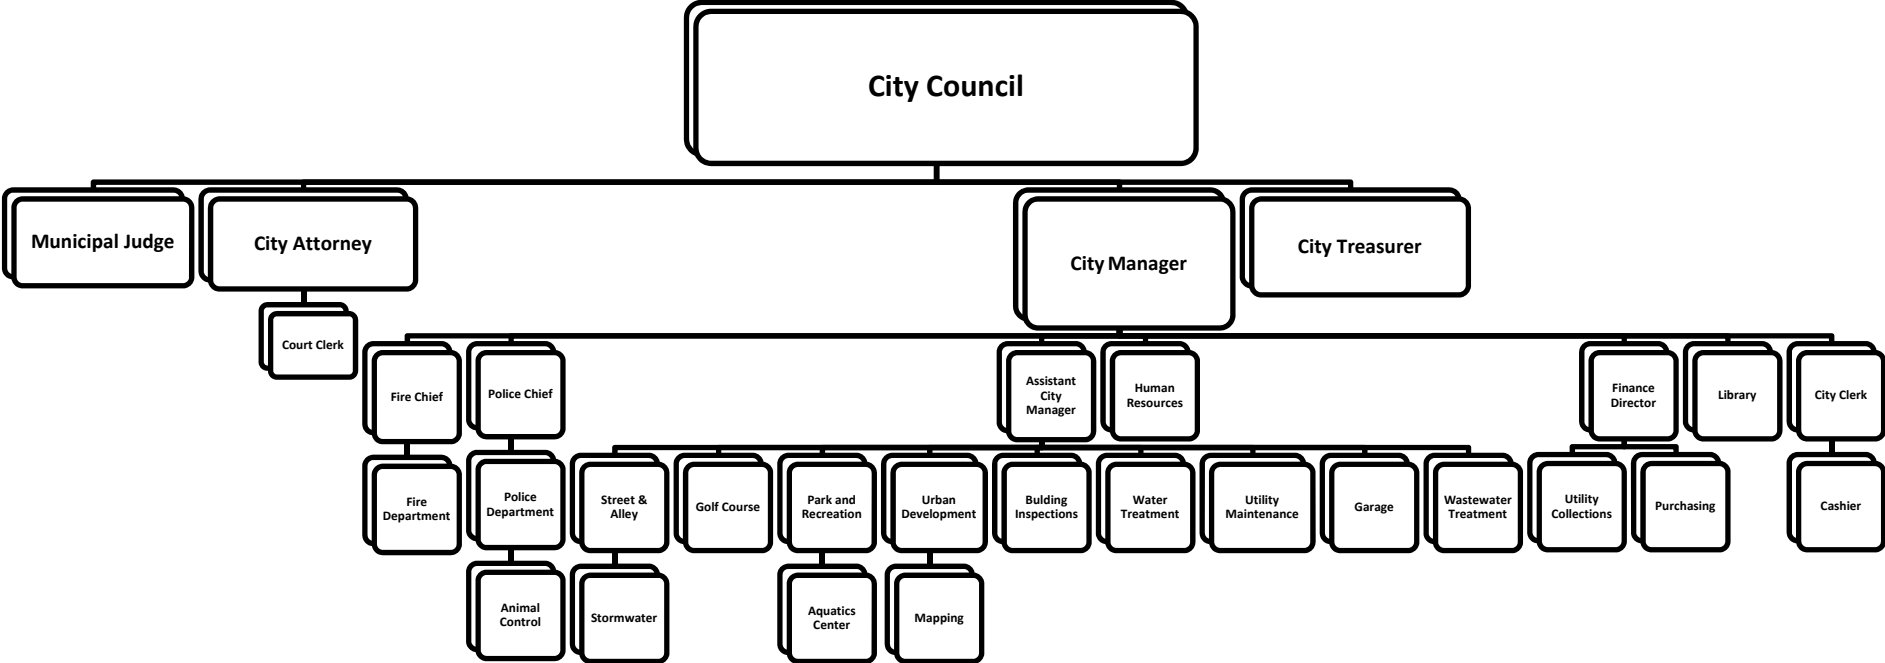 City Council
Municipal Judge
City Attorney
City Manager
City Treasurer
Court Clerk
Fire Chief
Police Chief
Assistant
City
Manager
Human
Resources
Finance
Director
Library
City Clerk
Fire
Department
Police
Department
Street &
Alley
Golf Course
Park and
Recreation
Urban
Development
Bulding
Inspections
Water
Treatment
Utility
Maintenance
Garage
Wastewater
Treatment
Utility
Collections
Purchasing
Cashier
Animal
Control
Stormwater
Aquatics
Center
Mapping